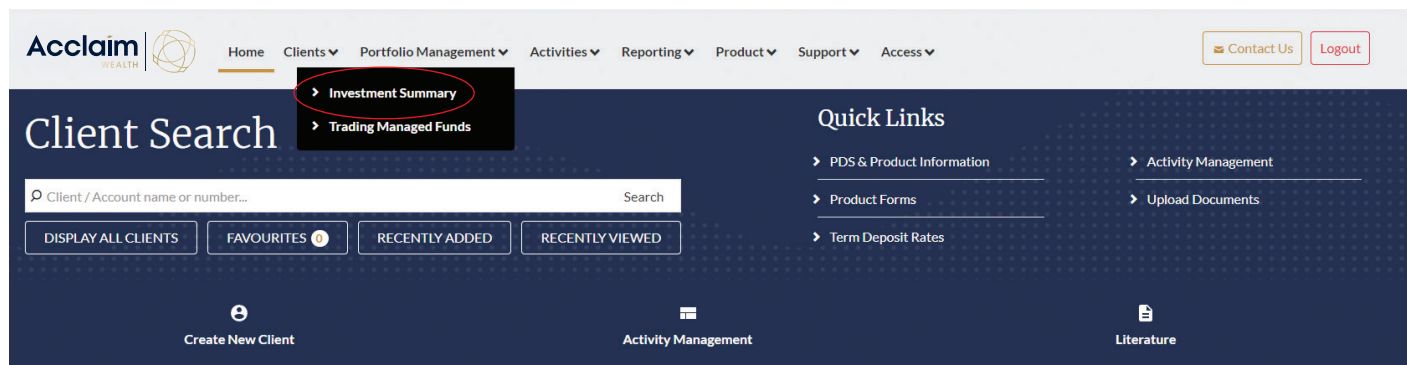 Acclaim
WEALTH
Home Clients Portfolio Management Activities Reporting Product Support Access
Contact Us Logout
Investment Summary
Trading Managed Funds
Client Search
Client / Account name or number... Search
DISPLAY ALL CLIENTS FAVOURITES 0 RECENTLY ADDED RECENTLY VIEWED
Quick Links
PDS & Product Information Activity Management
Product Forms Upload Documents
Term Deposit Rates
Create New Client Activity Management Literature